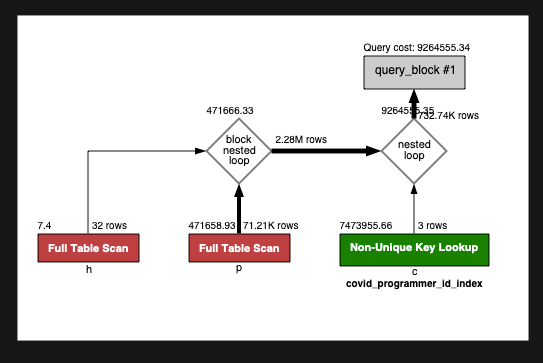 Query cost: 9264555.34
query_block #1
471666.33
9264555.35
732.74K rows
block
nested
loop
2.28M rows
nested
loop
7.4
32 rows
471658.93
71.21K rows
7473955.66
3 rows
Full Table Scan
Full Table Scan
Non-Unique Key Lookup
h
p
c
covid_programmer_id_index